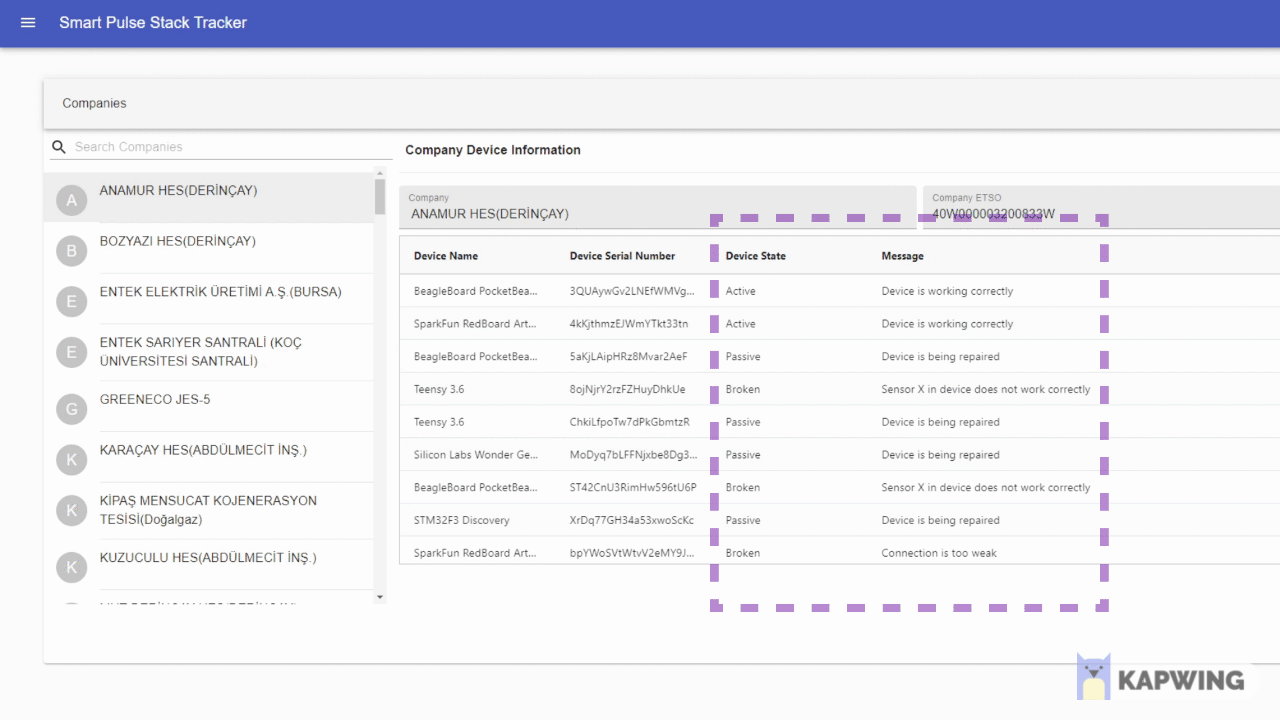 Smart Pulse Stack Tracker
Companies
Search Companies
A ANAMUR HES(DERİNÇAY)
B BOZYAZI HES(DERİNÇAY)
E ENTEK ELEKTRİK ÜRETİMİ A.Ş.(BURSA)
E ENTEK SARIYER SANTRALİ (KOÇ
ÜNİVERSİTESİ SANTRALİ)
G GREENECO JES-5
K KARAÇAY HES(ABDÜLMECİT İNŞ.)
K KİPAŞ MENSUCAT KOJENERASYON
TESİSİ(Doğalgaz)
K KUZUCULU HES(ABDÜLMECİT İNŞ.)
Company Device Information
Company
ANAMUR HES(DERİNÇAY)
Company ETSO
40W000003200833W
Device Name Device Serial Number Device State Message
BeagleBoard PocketBea... 3QUAywGv2LNEfWMVg... Active Device is working correctly
SparkFun RedBoard Art... 4kKjthmzEJWmYTkt33tn Active Device is working correctly
BeagleBoard PocketBea... 5aKjLAipHRz8Mvar2AeF Passive Device is being repaired
Teensy 3.6 8ojNjrY2rzFZHuyDhkUe Broken Sensor X in device does not work correctly
Teensy 3.6 ChkiLfpoTw7dPkGbmtzR Passive Device is being repaired
Silicon Labs Wonder Ge... MoDyq7bLFFNjxbe8Dg3... Passive Device is being repaired
BeagleBoard PocketBea... ST42CnU3RimHw596tU6P Broken Sensor X in device does not work correctly
STM32F3 Discovery XrDq77GH34a53xwoScKc Passive Device is being repaired
SparkFun RedBoard Art... bpYWoSVtWtvV2eMY9J... Broken Connection is too weak
KAPWING